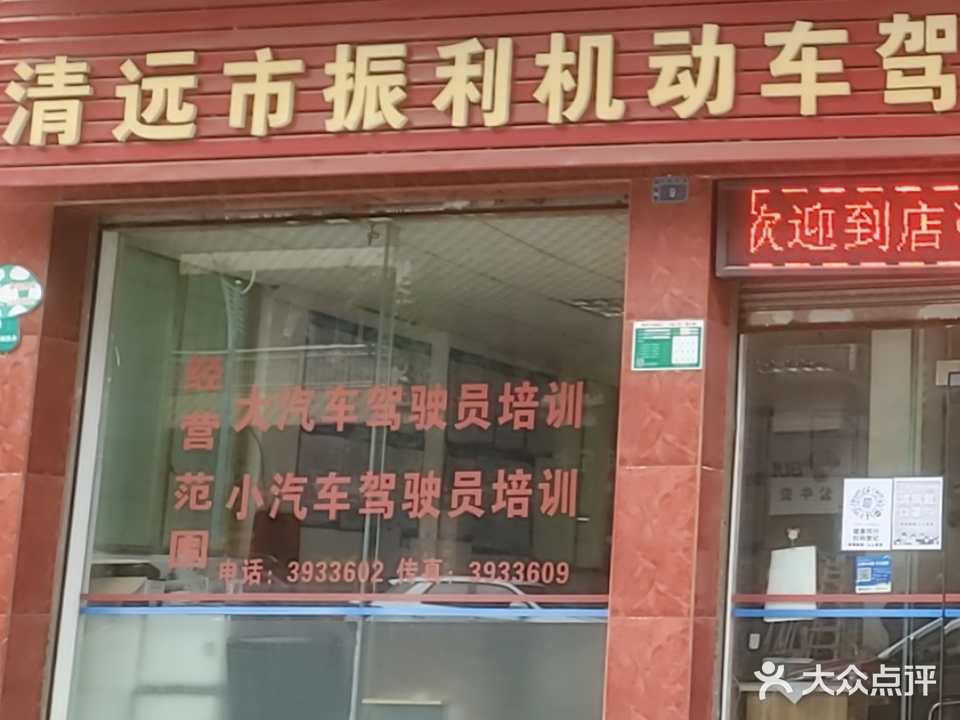 清远市振利机动车驾
9
欢迎到店
经营范围
大汽车驾驶员培训
小汽车驾驶员培训
电话：3933602 传真：3933609
大众点评